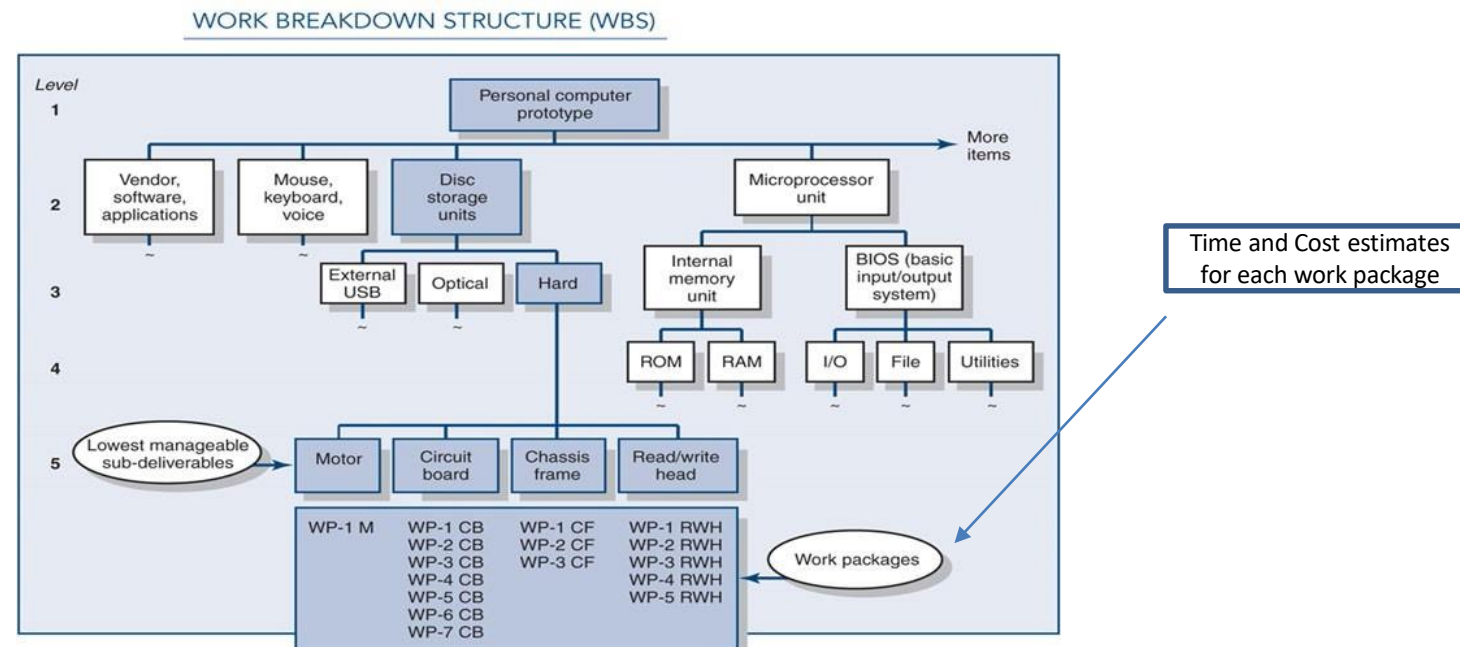 WORK BREAKDOWN STRUCTURE (WBS)
Level
1
Personal computer
prototype
More
items
2
Vendor,
software,
applications
~
Mouse,
keyboard,
voice
~
Disc
storage
units
Microprocessor
unit
3
External
USB
~
Optical
~
Hard
Internal
memory
unit
BIOS (basic
input/output
system)
Time and Cost estimates
for each work package
4
ROM
~
RAM
~
I/O
~
File
~
Utilities
~
5
Lowest manageable
sub-deliverables
Motor
Circuit
board
Chassis
frame
Read/write
head
WP-1 M
WP-1 CB
WP-2 CB
WP-3 CB
WP-4 CB
WP-5 CB
WP-6 CB
WP-7 CB
WP-1 CF
WP-2 CF
WP-3 CF
WP-1 RWH
WP-2 RWH
WP-3 RWH
WP-4 RWH
WP-5 RWH
Work packages